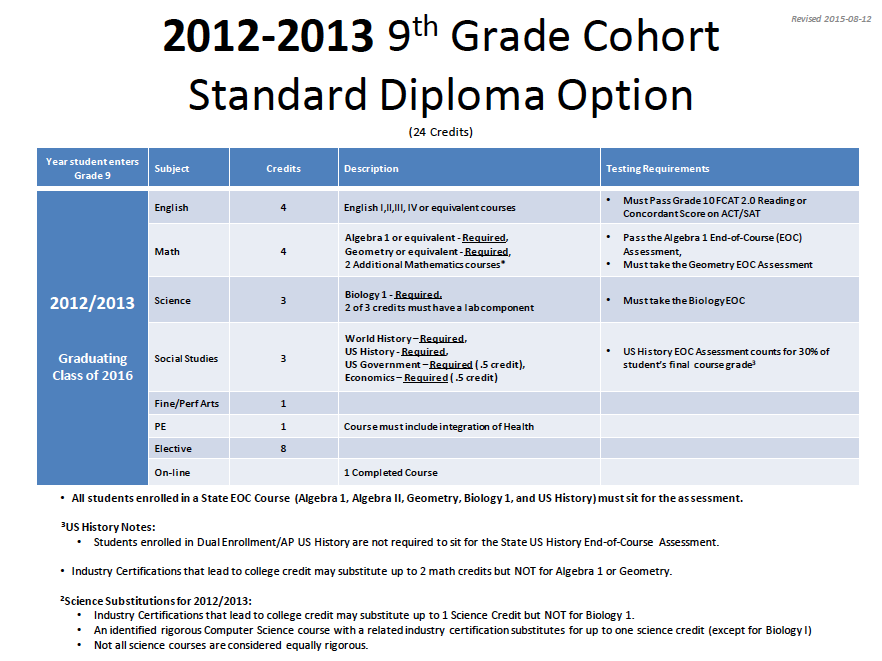 Revised 2015-08-12
2012-2013 9th Grade Cohort
Standard Diploma Option
(24 Credits)
Year student enters
Grade 9
Subject
Credits
Description
Testing Requirements
2012/2013
Graduating
Class of 2016
English
4
English I,II,III, IV or equivalent courses
• Must Pass Grade 10 FCAT 2.0 Reading or
Concordant Score on ACT/SAT
Math
4
Algebra 1 or equivalent - Required,
Geometry or equivalent - Required,
2 Additional Mathematics courses*
• Pass the Algebra 1 End-of-Course (EOC)
Assessment,
• Must take the Geometry EOC Assessment
Science
3
Biology 1 - Required,
2 of 3 credits must have a lab component
• Must take the Biology EOC
Social Studies
3
World History – Required,
US History - Required,
US Government – Required ( .5 credit),
Economics – Required ( .5 credit)
• US History EOC Assessment counts for 30% of
student's final course grade³
Fine/Perf Arts
1
PE
1
Course must include integration of Health
Elective
8
On-line
1 Completed Course
• All students enrolled in a State EOC Course (Algebra 1, Algebra II, Geometry, Biology 1, and US History) must sit for the assessment.
³US History Notes:
• Students enrolled in Dual Enrollment/AP US History are not required to sit for the State US History End-of-Course Assessment.
• Industry Certifications that lead to college credit may substitute up to 2 math credits but NOT for Algebra 1 or Geometry.
²Science Substitutions for 2012/2013:
• Industry Certifications that lead to college credit may substitute up to 1 Science Credit but NOT for Biology 1.
• An identified rigorous Computer Science course with a related industry certification substitutes for up to one science credit (except for Biology I)
• Not all science courses are considered equally rigorous.